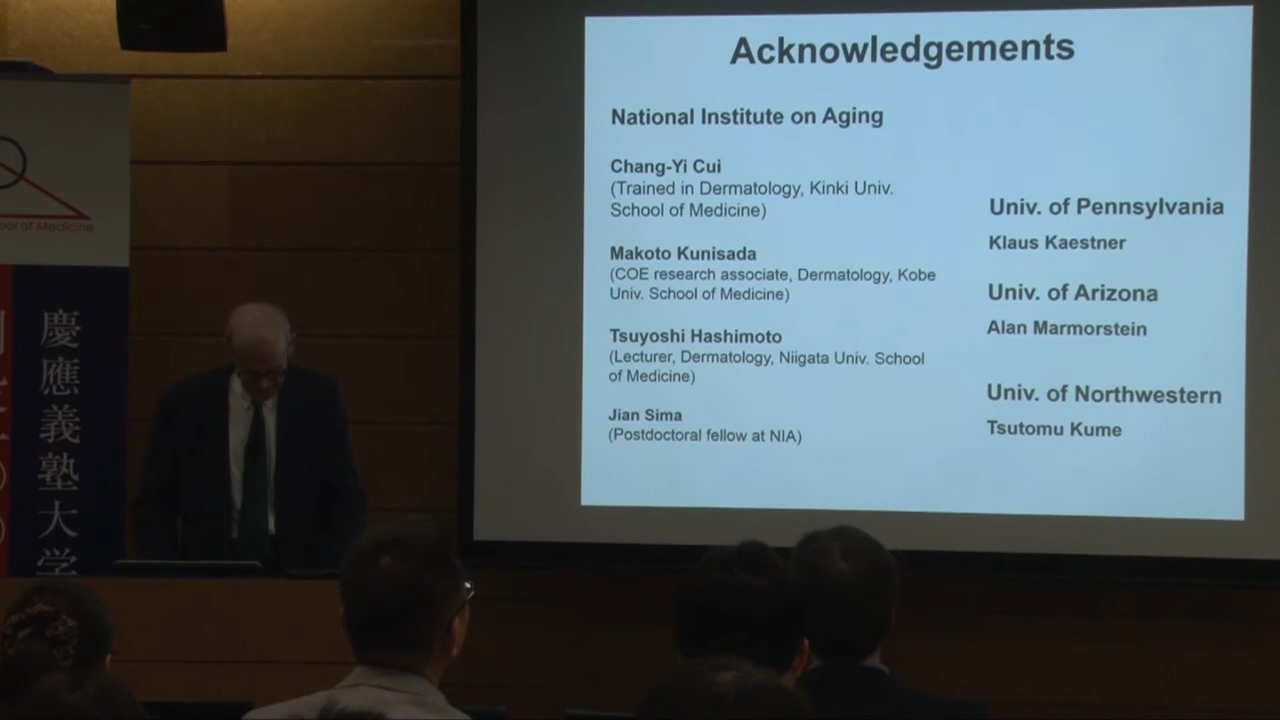 Acknowledgements
National Institute on Aging
Chang-Yi Cui
(Trained in Dermatology, Kinki Univ.
School of Medicine)
Makoto Kunisada
(COE research associate, Dermatology, Kobe
Univ. School of Medicine)
Tsuyoshi Hashimoto
(Lecturer, Dermatology, Niigata Univ. School
of Medicine)
Jian Sima
(Postdoctoral fellow at NIA)
Univ. of Pennsylvania
Klaus Kaestner
Univ. of Arizona
Alan Marmorstein
Univ. of Northwestern
Tsutomu Kume
of Medicine
慶應義塾大学